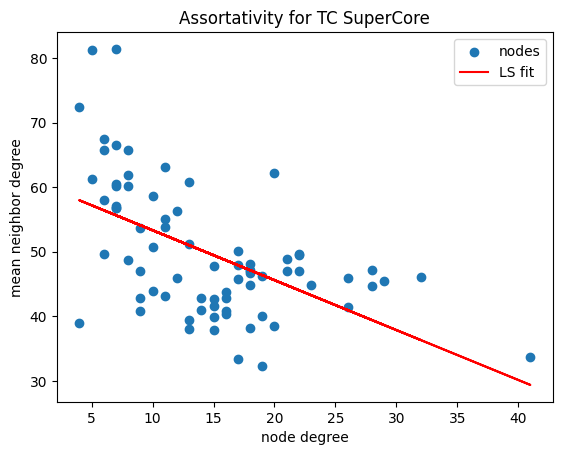 Assortativity for TC SuperCore
nodes
LS fit
mean neighbor degree
80
70
60
50
40
30
5 10 15 20 25 30 35 40
node degree